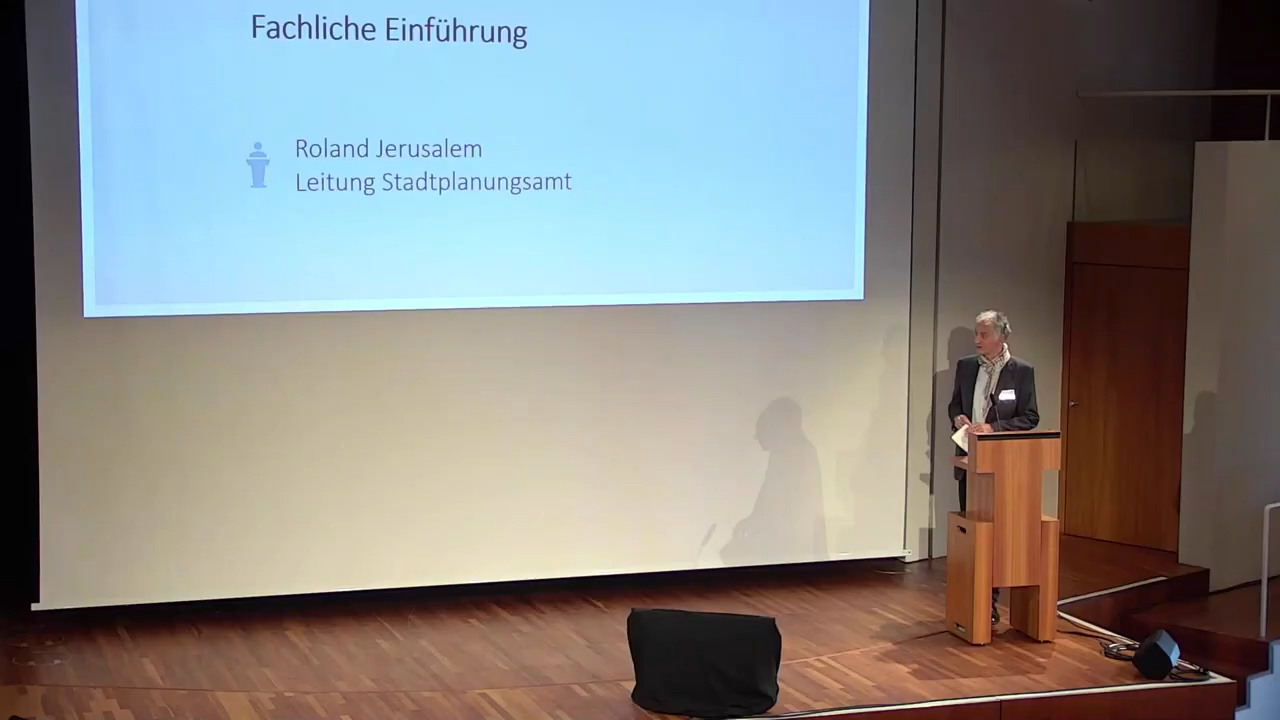 Fachliche Einführung
Roland Jerusalem
Leitung Stadtplanungsamt